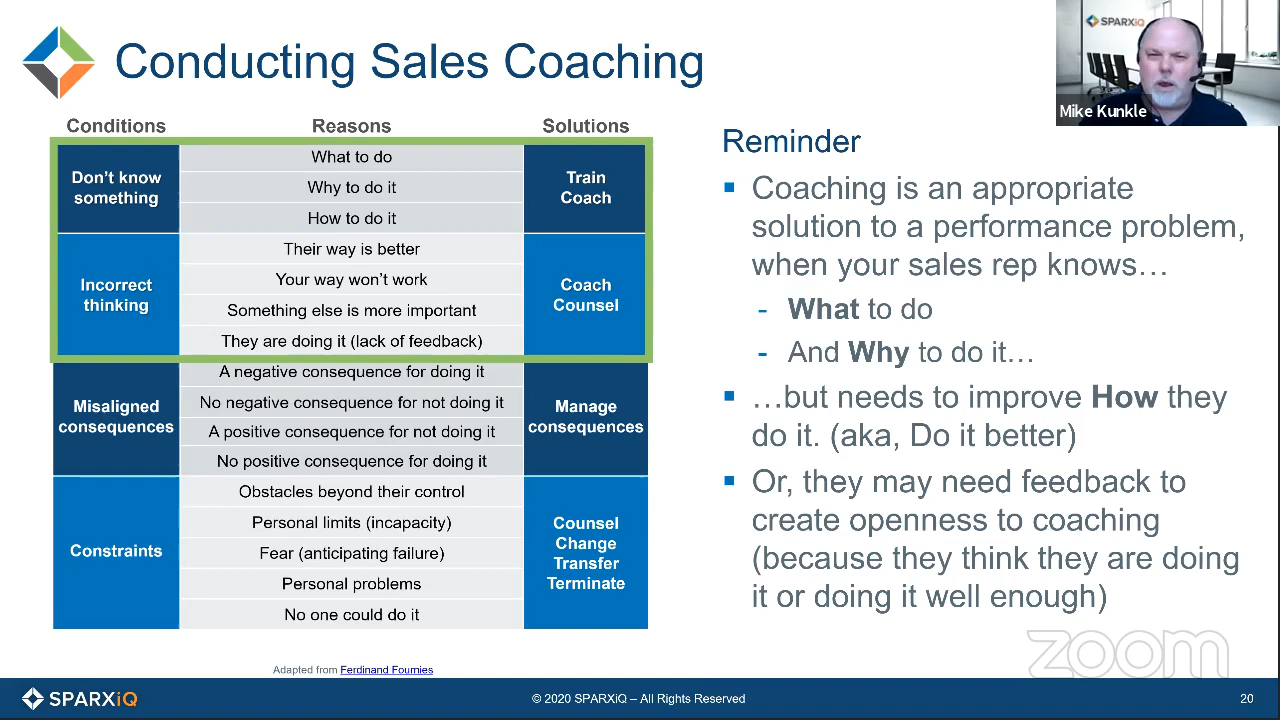 Conducting Sales Coaching
SPARXiQ
Mike Kunkle
Conditions
Reasons
Solutions
Don't know
something
What to do
Why to do it
How to do it
Train
Coach
Incorrect
thinking
Their way is better
Your way won't work
Something else is more important
They are doing it (lack of feedback)
Coach
Counsel
Misaligned
consequences
A negative consequence for doing it
No negative consequence for not doing it
A positive consequence for not doing it
No positive consequence for doing it
Manage
consequences
Constraints
Obstacles beyond their control
Personal limits (incapacity)
Fear (anticipating failure)
Personal problems
No one could do it
Counsel
Change
Transfer
Terminate
Adapted from Ferdinand Fournies
Reminder
Coaching is an appropriate
solution to a performance problem,
when your sales rep knows…
- What to do
- And Why to do it…
…but needs to improve How they
do it. (aka, Do it better)
Or, they may need feedback to
create openness to coaching
(because they think they are doing
it or doing it well enough)
zoom
SPARXiQ
© 2020 SPARXiQ – All Rights Reserved
20